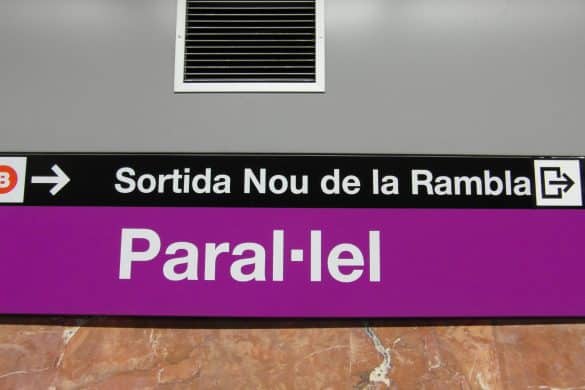 B → Sortida Nou de la Rambla
Paral·lel